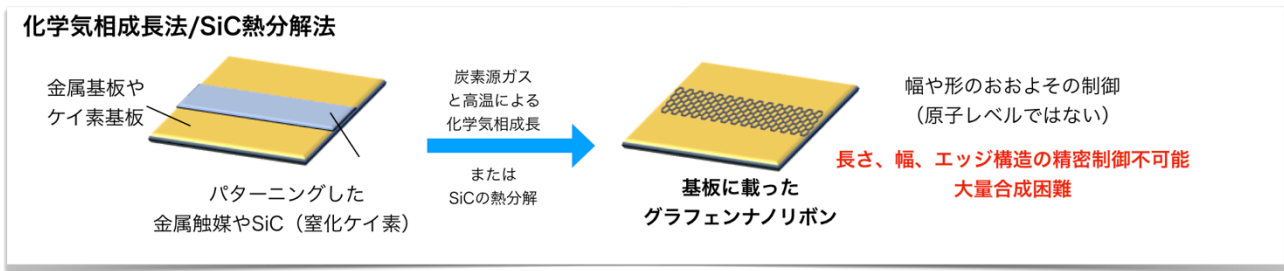 化学気相成長法/SiC熱分解法
金属基板や
ケイ素基板
パターニングした
金属触媒やSiC（窒化ケイ素）
炭素源ガス
と高温による
化学気相成長
または
SiCの熱分解
基板に載った
グラフェンナノリボン
幅や形のおおよその制御
（原子レベルではない）
長さ、幅、エッジ構造の精密制御不可能
大量合成困難